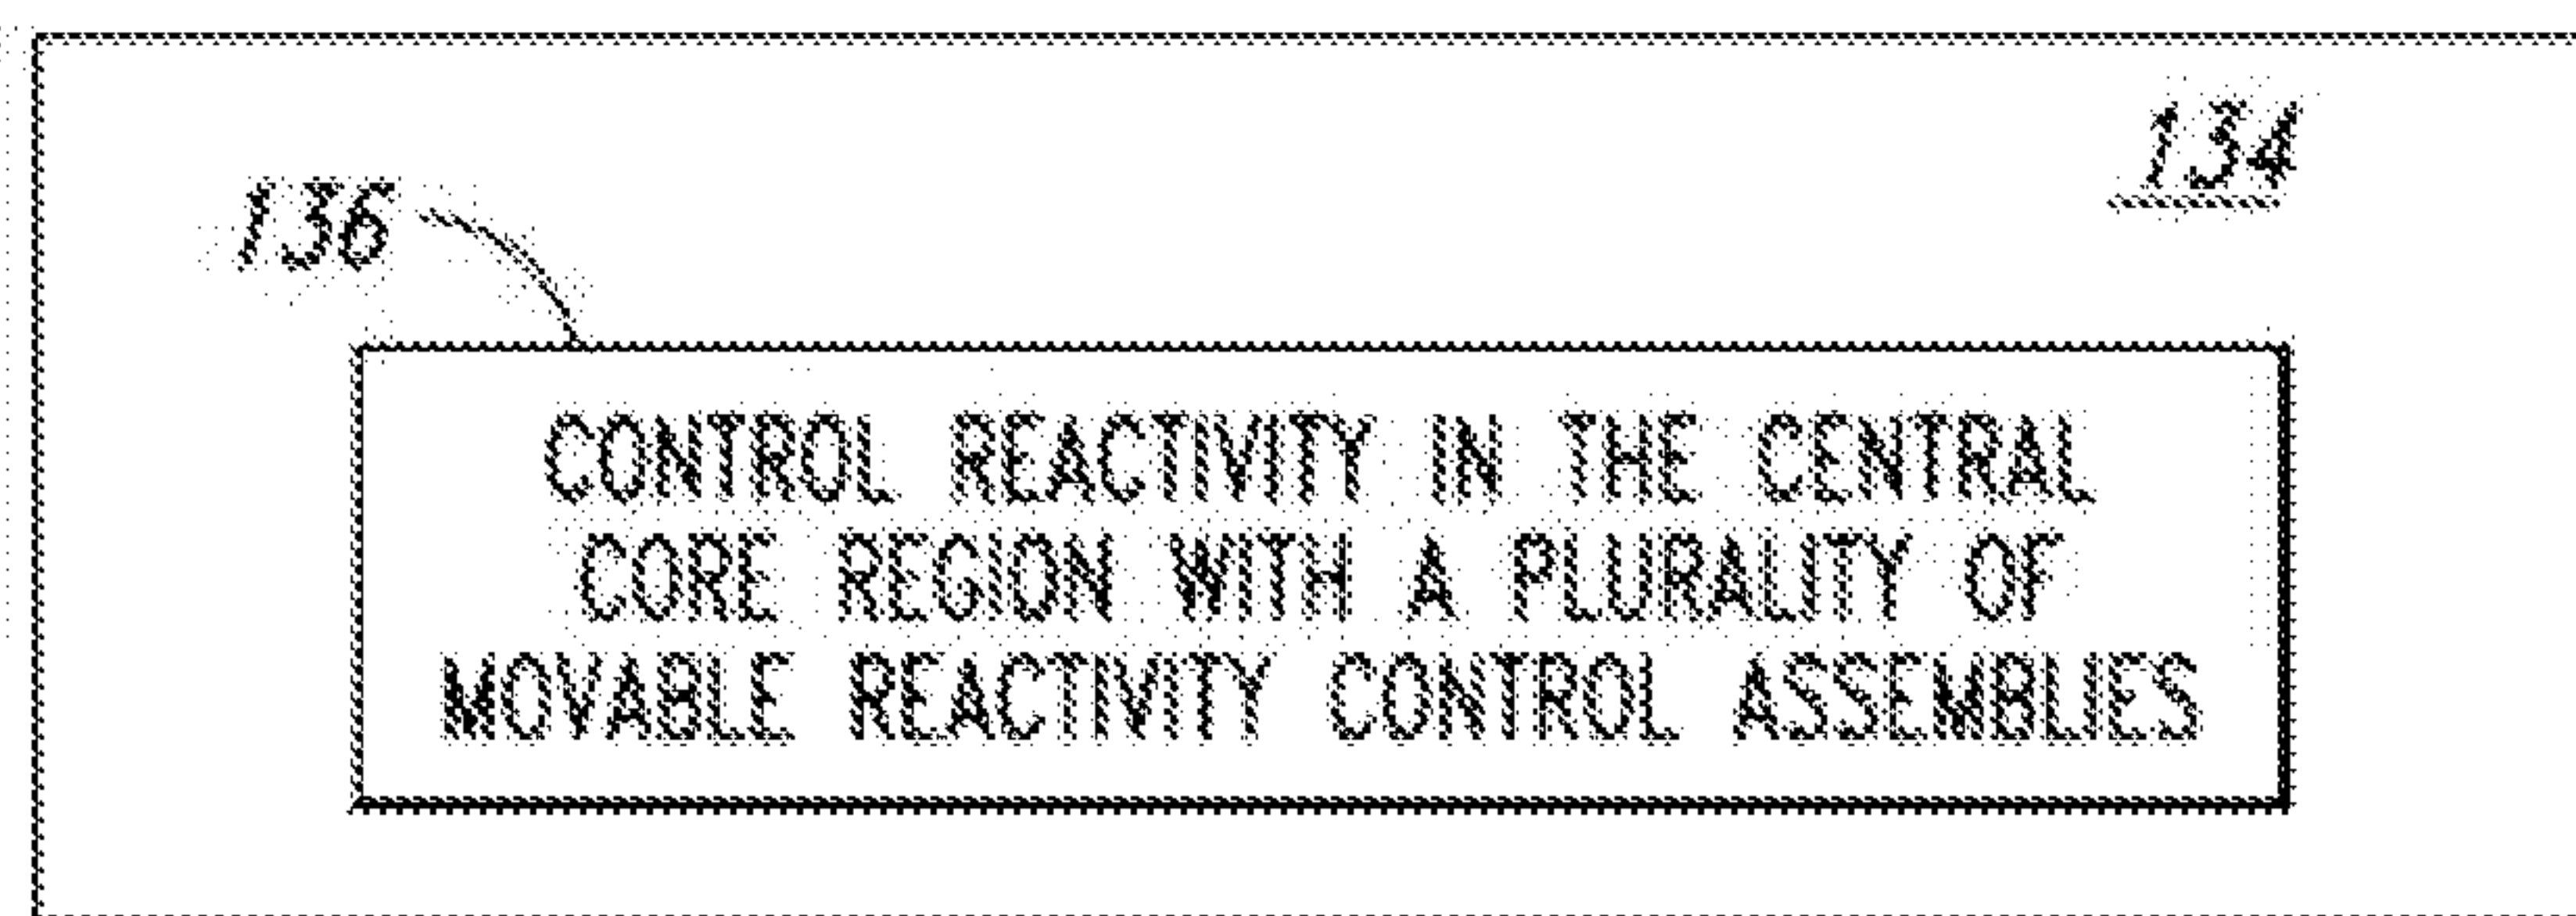 134
136
CONTROL REACTIVITY IN THE CENTRAL
CORE REGION WITH A PLURALITY OF
MOVABLE REACTIVITY CONTROL ASSEMBLIES